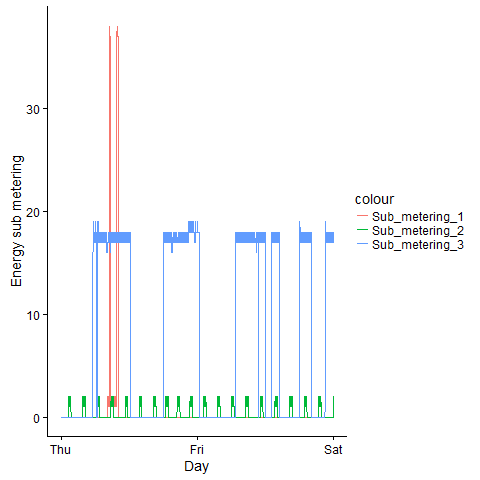 30
20
10
0
Energy sub metering
Thu Fri Sat
Day
colour
Sub_metering_1
Sub_metering_2
Sub_metering_3